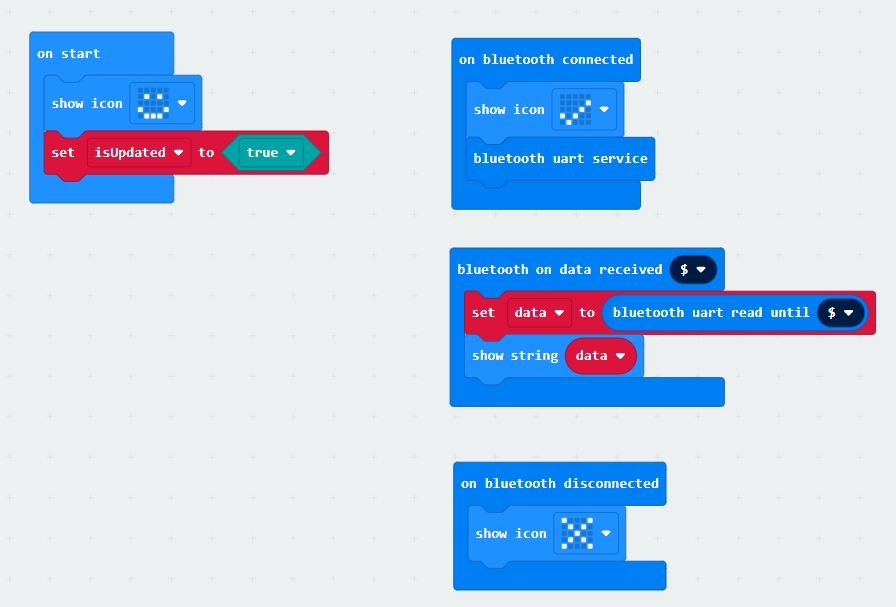 on start
show icon
set isUpdated to true
on bluetooth connected
show icon
bluetooth uart service
bluetooth on data received $
set data to bluetooth uart read until $
show string data
on bluetooth disconnected
show icon